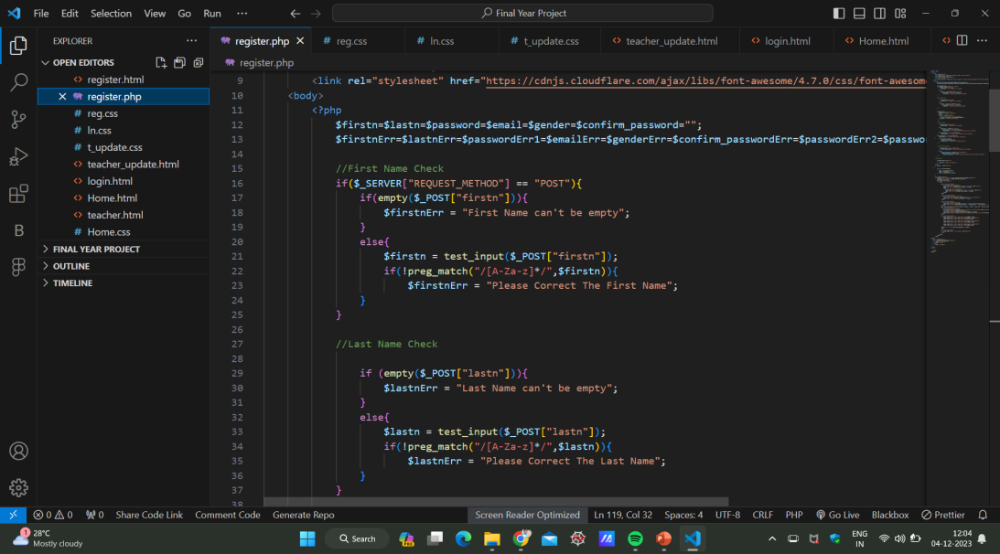 File Edit Selection View Go Run ··· Final Year Project
EXPLORER ···
OPEN EDITORS
register.html
register.php
reg.css
ln.css
t_update.css
teacher_update.html
login.html
Home.html
teacher.html
Home.css
FINAL YEAR PROJECT
OUTLINE
TIMELINE
register.php reg.css ln.css t_update.css teacher_update.html login.html Home.html
register.php
9 <link rel="stylesheet" href="https://cdnjs.cloudflare.com/ajax/libs/font-awesome/4.7.0/css/font-awesom
10 <body>
11 <?php
12 $firstn=$lastn=$password=$email=$gender=$confirm_password="";
13 $firstnErr=$lastnErr=$passwordErr1=$emailErr=$genderErr=$confirm_passwordErr=$passwordErr2=$passwo
14
15 //First Name Check
16 if($_SERVER["REQUEST_METHOD"] == "POST"){
17 if(empty($_POST["firstn"])){
18 $firstnErr = "First Name can't be empty";
19 }
20 else{
21 $firstn = test_input($_POST["firstn"]);
22 if(!preg_match("/[A-Za-z]*/",$firstn)){
23 $firstnErr = "Please Correct The First Name";
24 }
25 }
26
27 //Last Name Check
28
29 if (empty($_POST["lastn"])){
30 $lastnErr = "Last Name can't be empty";
31 }
32 else{
33 $lastn = test_input($_POST["lastn"]);
34 if(!preg_match("/[A-Za-z]*/",$lastn)){
35 $lastnErr = "Please Correct The Last Name";
36 }
37 }
38
0 0 0 Share Code Link Comment Code Generate Repo Screen Reader Optimized Ln 119, Col 32 Spaces: 4 UTF-8 CRLF PHP Go Live Blackbox Prettier
1 28°C
Mostly cloudy
Search
ENG
IN
12:04
04-12-2023